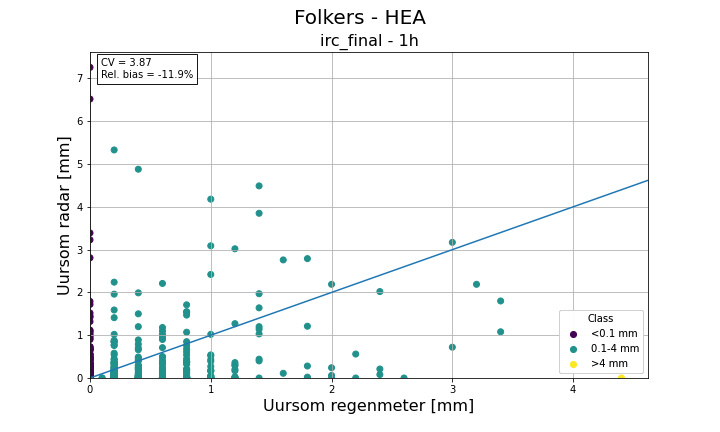 Folkers - HEA
irc_final - 1h
CV = 3.87
Rel. bias = -11.9%
Uursom radar [mm]
7
6
5
4
3
2
1
0
0 1 2 3 4
Uursom regenmeter [mm]
Class
<0.1 mm
0.1-4 mm
>4 mm